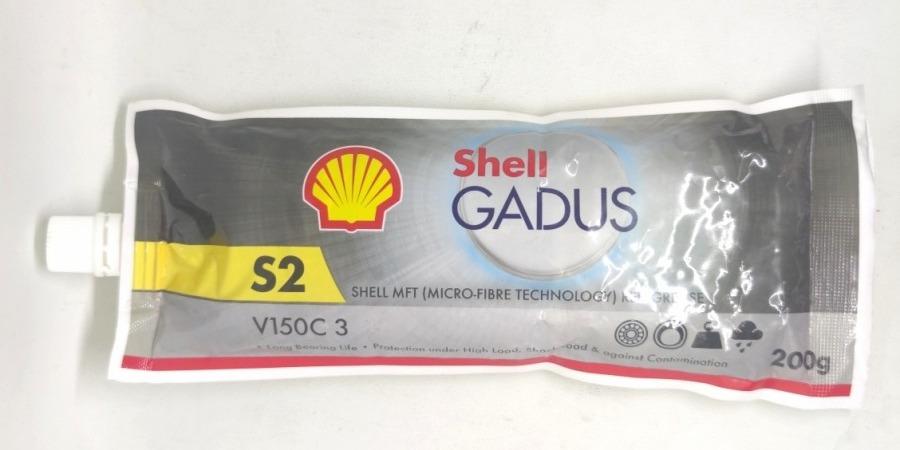 Shell
GADUS
S2
SHELL MFT (MICRO-FIBRE TECHNOLOGY)
V150C 3
• Long Bearing Life • Protection under High Load, Shock Load & against Contamination
200g